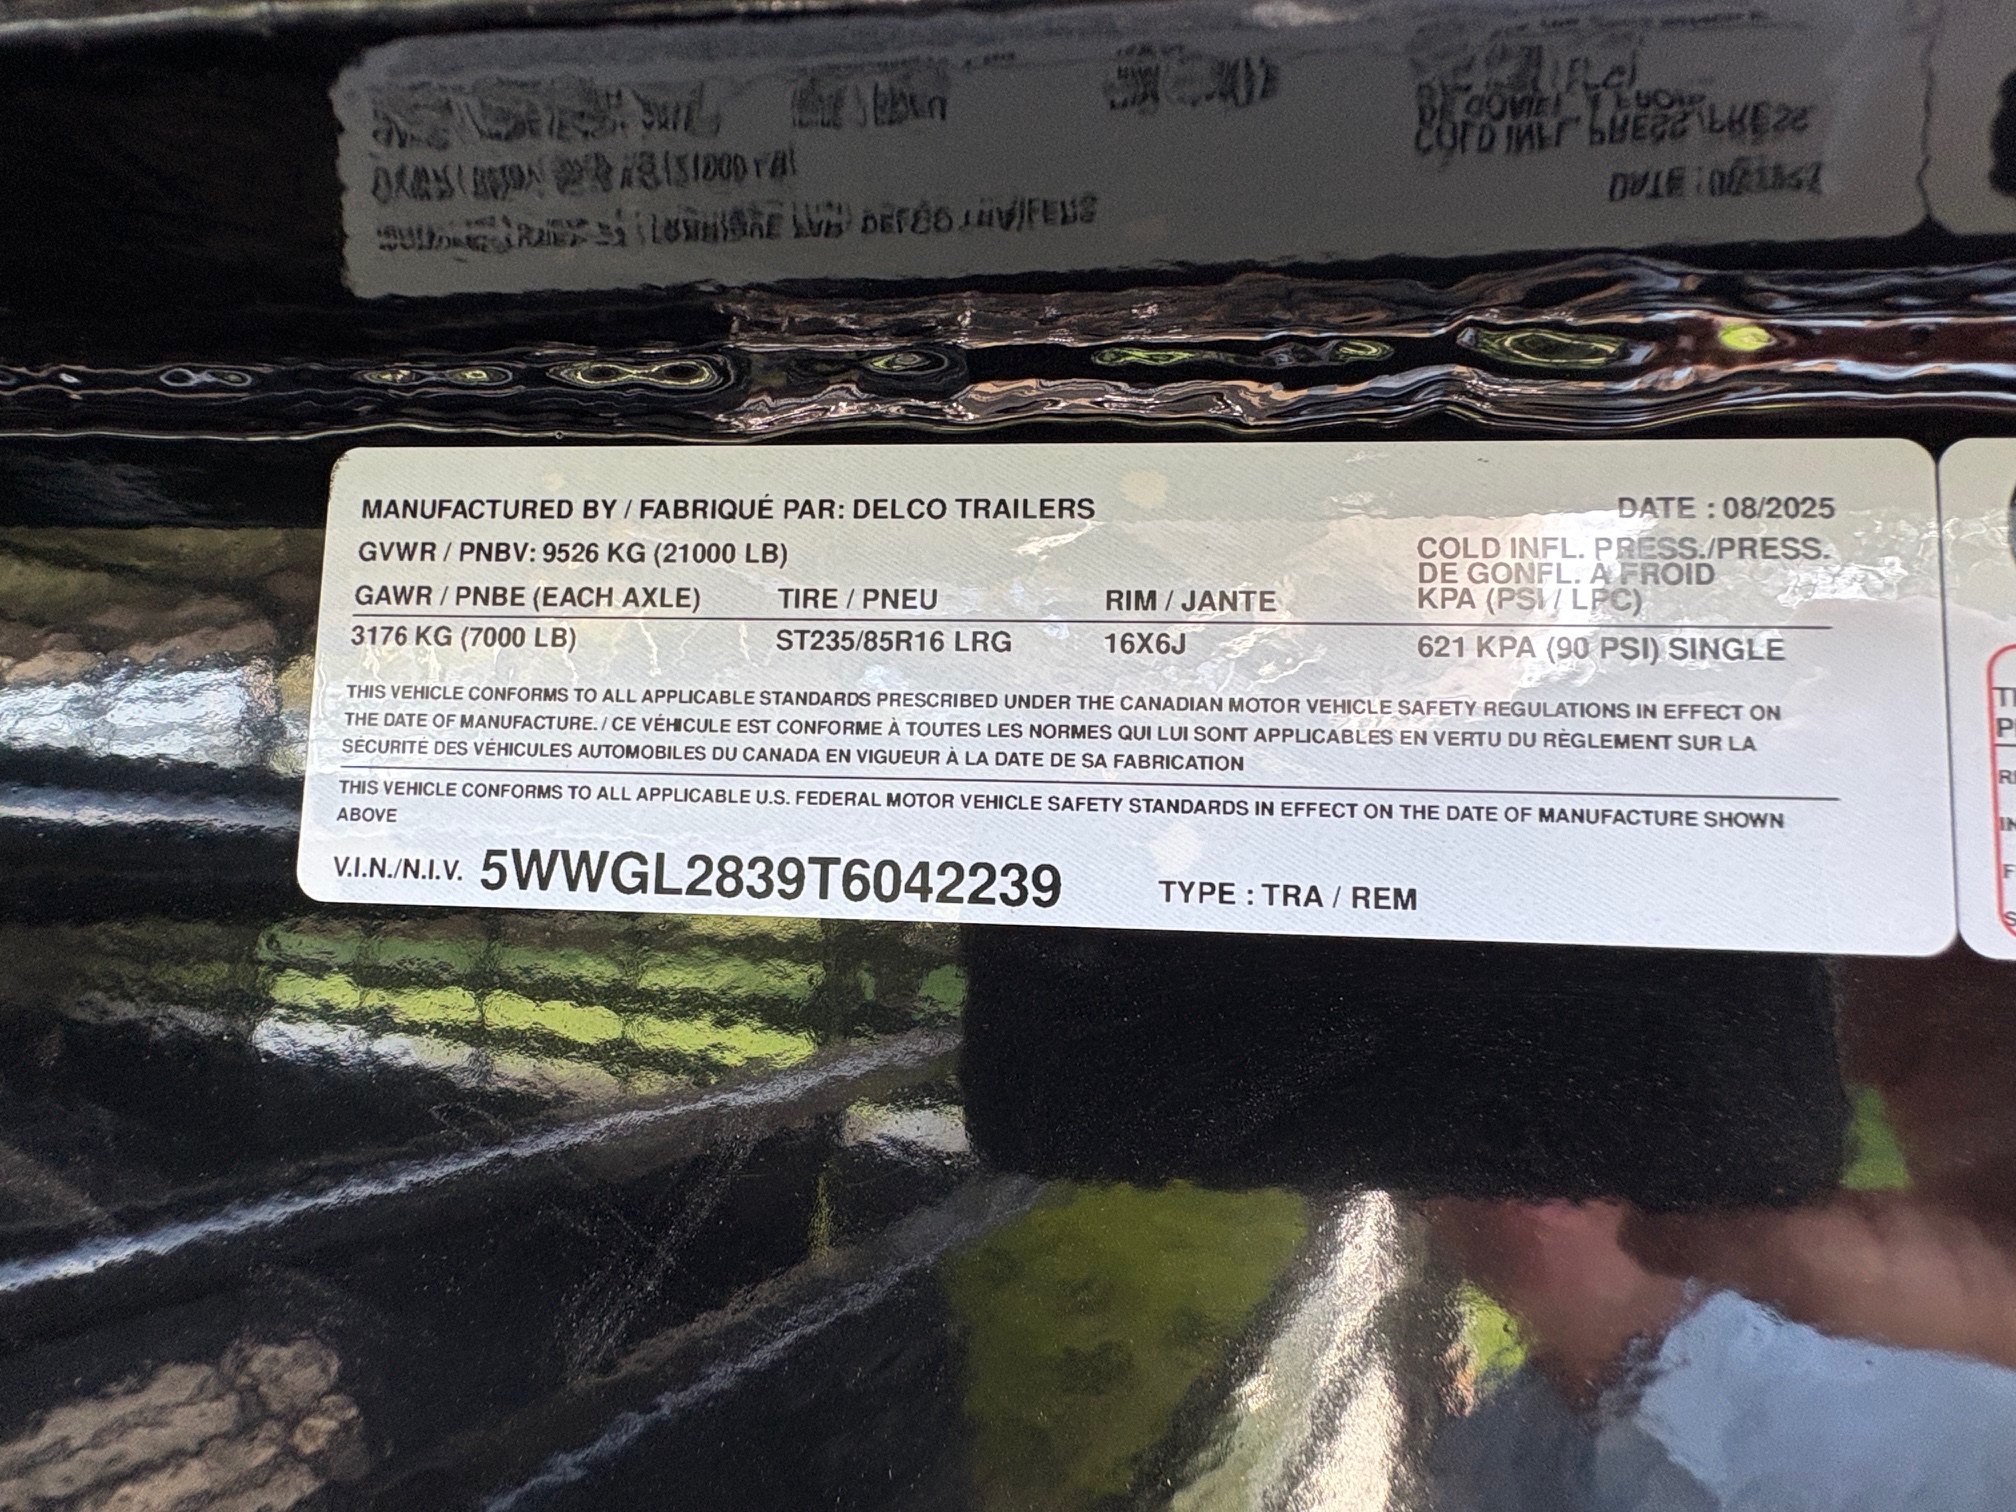 MANUFACTURED BY / FABRIQUÉ PAR: DELCO TRAILERS DATE : 08/2025
GVWR / PNBV: 9526 KG (21000 LB)
COLD INFL. PRESS./PRESS.
DE GONFL. A FROID
GAWR / PNBE (EACH AXLE) TIRE / PNEU RIM / JANTE KPA (PSI / LPC)
3176 KG (7000 LB) ST235/85R16 LRG 16X6J 621 KPA (90 PSI) SINGLE
THIS VEHICLE CONFORMS TO ALL APPLICABLE STANDARDS PRESCRIBED UNDER THE CANADIAN MOTOR VEHICLE SAFETY REGULATIONS IN EFFECT ON
THE DATE OF MANUFACTURE. / CE VÉHICULE EST CONFORME À TOUTES LES NORMES QUI LUI SONT APPLICABLES EN VERTU DU RÈGLEMENT SUR LA
SÉCURITÉ DES VÉHICULES AUTOMOBILES DU CANADA EN VIGUEUR À LA DATE DE SA FABRICATION
THIS VEHICLE CONFORMS TO ALL APPLICABLE U.S. FEDERAL MOTOR VEHICLE SAFETY STANDARDS IN EFFECT ON THE DATE OF MANUFACTURE SHOWN
ABOVE
V.I.N./N.I.V. 5WWGL2839T6042239 TYPE : TRA / REM